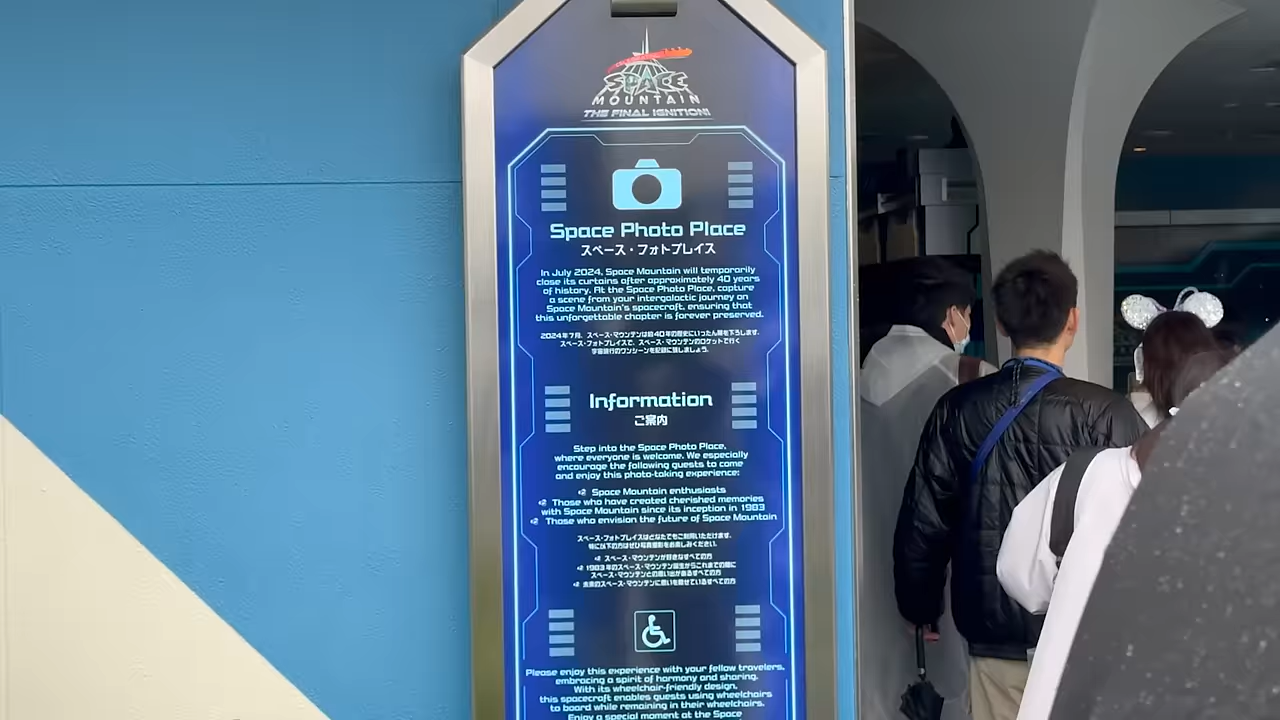 SPACE
MOUNTAIN
THE FINAL IGNITION!
Space Photo Place
スペース・フォトプレイス
In July 2024, Space Mountain will temporarily
close its curtains after approximately 40 years
of history. At the Space Photo Place, capture
a scene from your intergalactic journey on
Space Mountain's spacecraft, ensuring that
this unforgettable chapter is forever preserved.
2024年7月、スペース・マウンテンは約40年の歴史にいったん幕を下ろします。
スペース・フォトプレイスで、スペース・マウンテンのロケットで行く
宇宙旅行のワンシーンを記録に残しましょう。
Information
ご案内
Step into the Space Photo Place,
where everyone is welcome. We especially
encourage the following guests to come
and enjoy this photo-taking experience:
Space Mountain enthusiasts
Those who have created cherished memories
with Space Mountain since its inception in 1983
Those who envision the future of Space Mountain
スペース・フォトプレイスはどなたでもご利用いただけます。
特に以下の方はぜひ写真撮影をお楽しみください。
スペース・マウンテンが好きなすべての方
1983年のスペース・マウンテン誕生からこれまでの間に
スペース・マウンテンとの思い出があるすべての方
未来のスペース・マウンテンに思いを馳せているすべての方
Please enjoy this experience with your fellow travelers,
embracing a spirit of harmony and sharing.
With its wheelchair-friendly design,
this spacecraft enables guests using wheelchairs
to board while remaining in their wheelchairs.
Enjoy a special moment at the Space